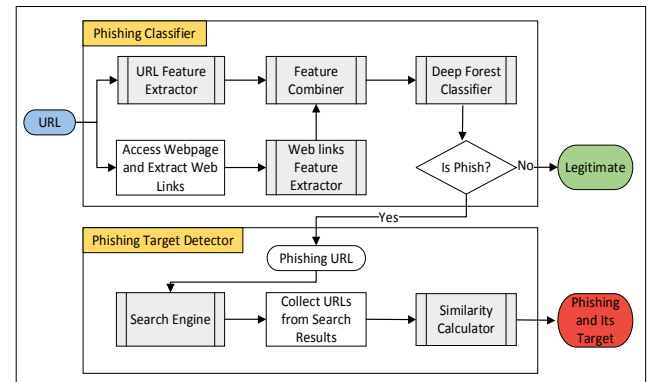 Phishing Classifier
URL Feature
Extractor
Feature
Combiner
Deep Forest
Classifier
URL
Access Webpage
and Extract Web
Links
Web links
Feature
Extractor
Is Phish?
No
Legitimate
Yes
Phishing Target Detector
Phishing URL
Search Engine
Collect URLs
from Search
Results
Similarity
Calculator
Phishing
and Its
Target